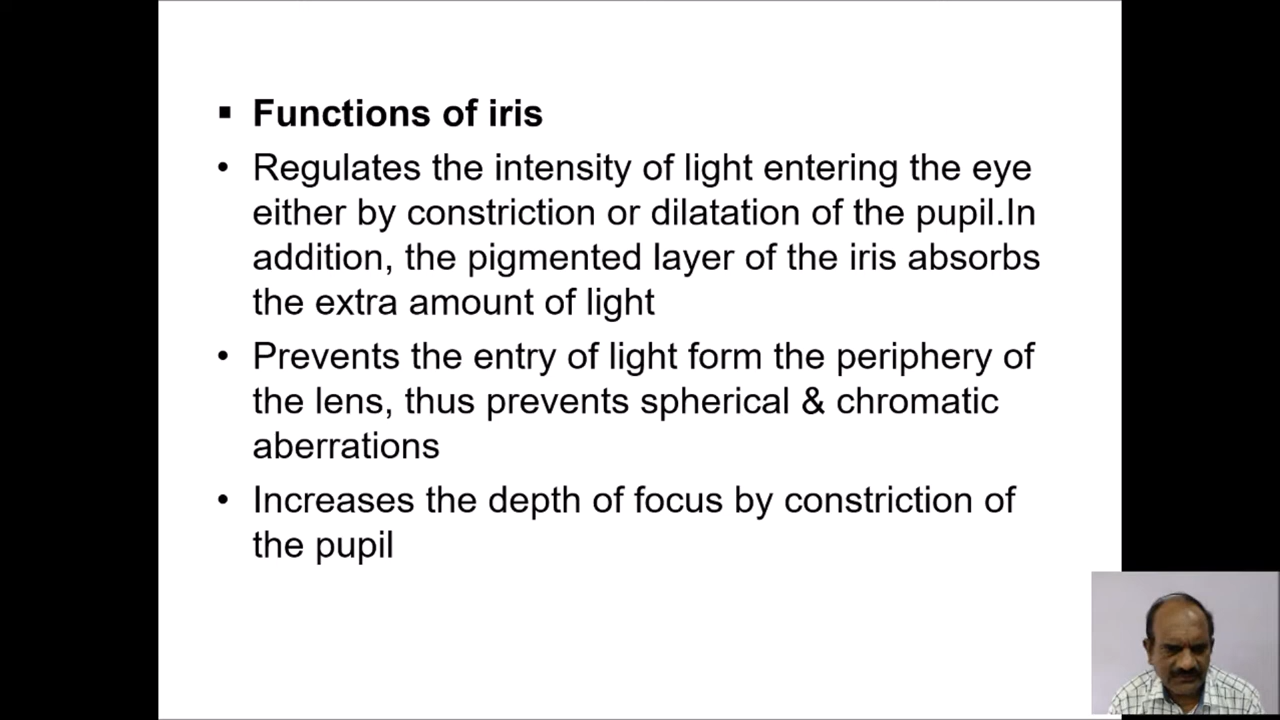 ▪ Functions of iris
• Regulates the intensity of light entering the eye
either by constriction or dilatation of the pupil.In
addition, the pigmented layer of the iris absorbs
the extra amount of light
• Prevents the entry of light form the periphery of
the lens, thus prevents spherical & chromatic
aberrations
• Increases the depth of focus by constriction of
the pupil